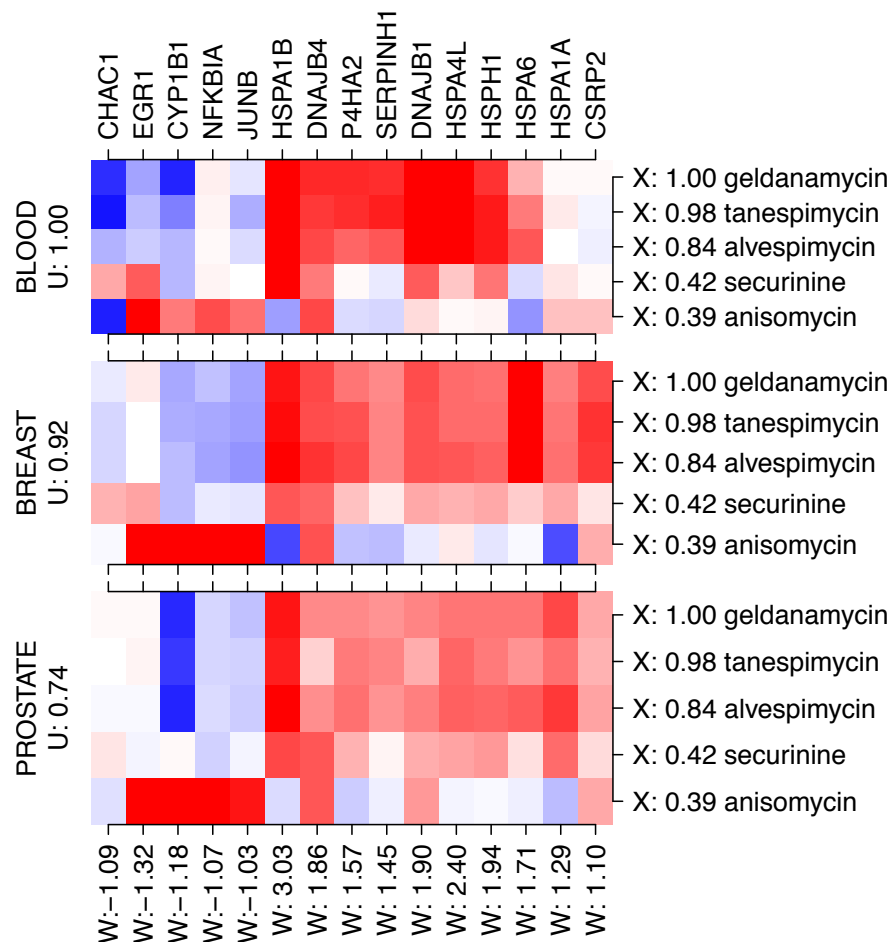 CHAC1
EGR1
CYP1B1
NFKBIA
JUNB
HSPA1B
DNAJB4
P4HA2
SERPINH1
DNAJB1
HSPA4L
HSPH1
HSPA6
HSPA1A
CSRP2
BLOOD
U: 1.00
X: 1.00 geldanamycin
X: 0.98 tanespimycin
X: 0.84 alvespimycin
X: 0.42 securinine
X: 0.39 anisomycin
BREAST
U: 0.92
X: 1.00 geldanamycin
X: 0.98 tanespimycin
X: 0.84 alvespimycin
X: 0.42 securinine
X: 0.39 anisomycin
PROSTATE
U: 0.74
X: 1.00 geldanamycin
X: 0.98 tanespimycin
X: 0.84 alvespimycin
X: 0.42 securinine
X: 0.39 anisomycin
W:−1.09
W:−1.32
W:−1.18
W:−1.07
W:−1.03
W: 3.03
W: 1.86
W: 1.57
W: 1.45
W: 1.90
W: 2.40
W: 1.94
W: 1.71
W: 1.29
W: 1.10